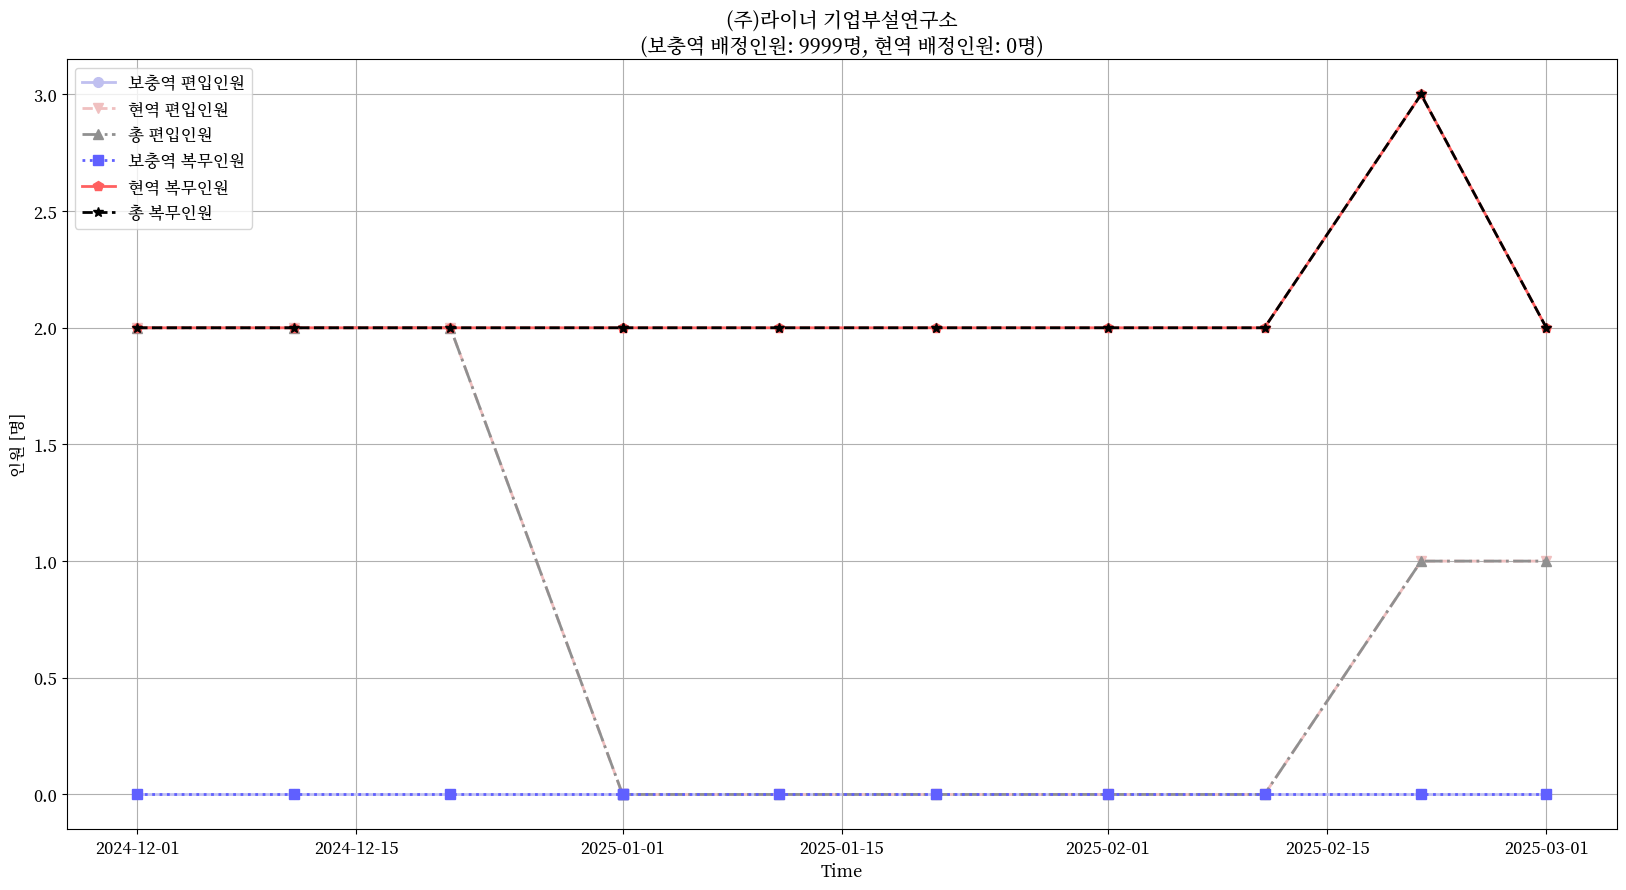 (주)라이너 기업부설연구소
(보충역 배정인원: 9999명, 현역 배정인원: 0명)
보충역 편입인원
현역 편입인원
총 편입인원
보충역 복무인원
현역 복무인원
총 복무인원
3.0
2.5
2.0
1.5
1.0
0.5
0.0
인원 [명]
2024-12-01
2024-12-15
2025-01-01
2025-01-15
2025-02-01
2025-02-15
2025-03-01
Time